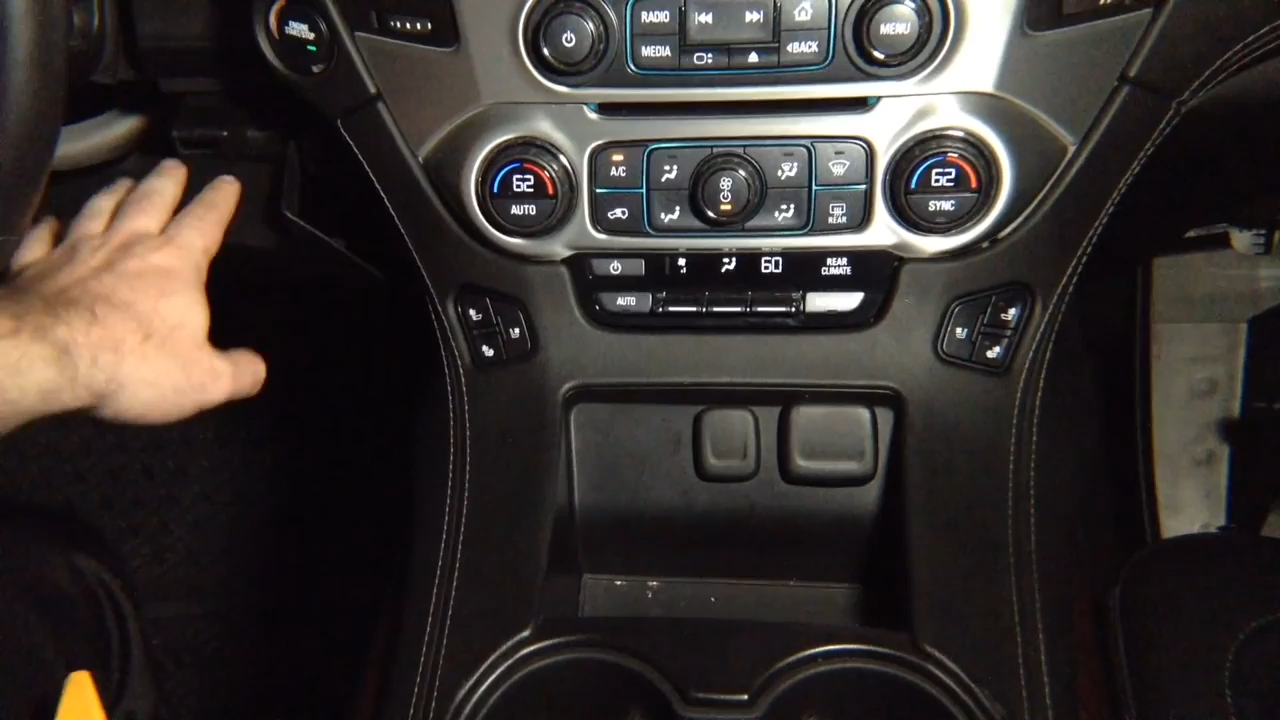 ENGINE
START/STOP
RADIO
MEDIA
BACK
MENU
62
AUTO
A/C
REAR
62
SYNC
60
REAR
CLIMATE
AUTO